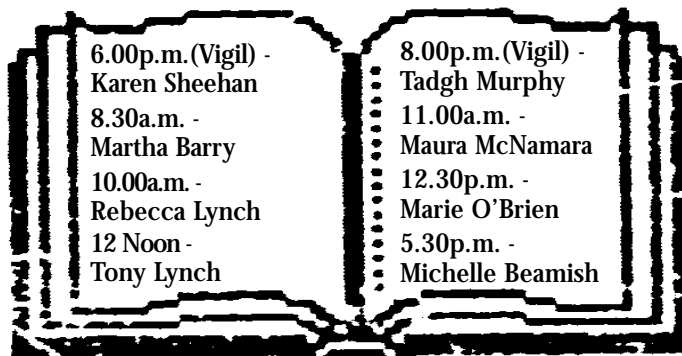 6.00p.m.(Vigil) -
Karen Sheehan
8.30a.m. -
Martha Barry
10.00a.m. -
Rebecca Lynch
12 Noon -
Tony Lynch
8.00p.m.(Vigil) -
Tadgh Murphy
11.00a.m. -
Maura McNamara
12.30p.m. -
Marie O'Brien
5.30p.m. -
Michelle Beamish